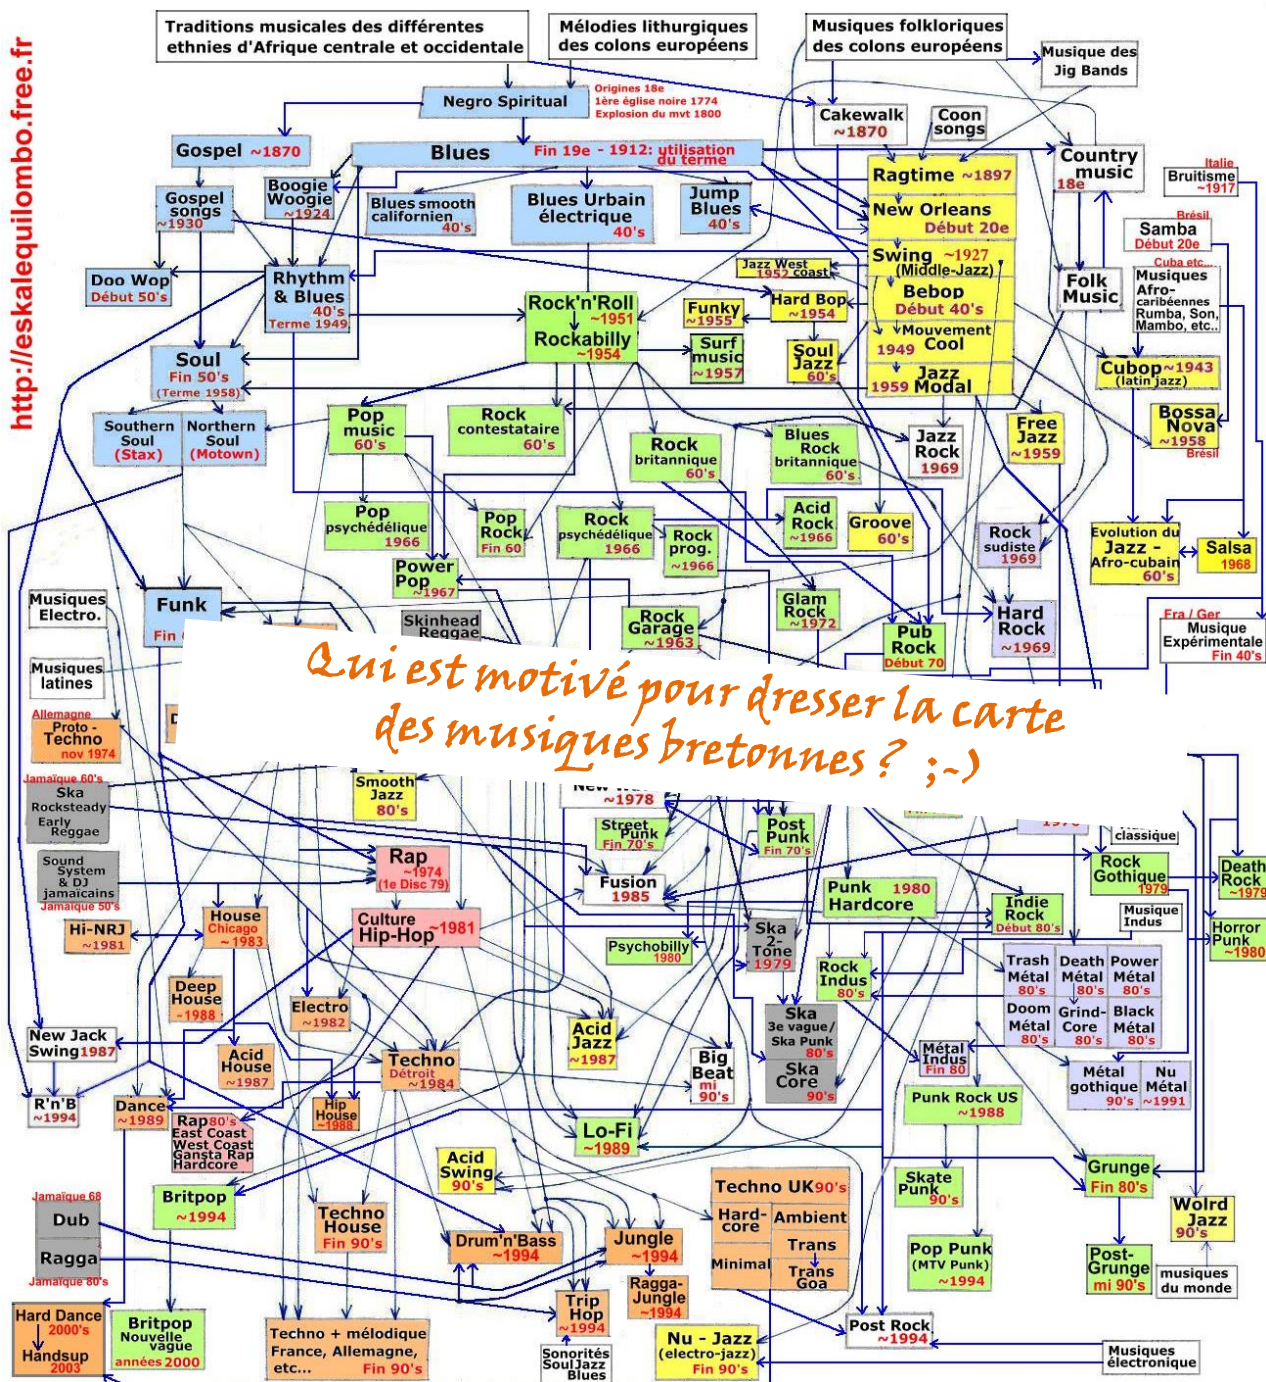 http://eskalequilombo.free.fr
Traditions musicales des différentes
ethnies d'Afrique centrale et occidentale
Mélodies lithurgiques
des colons européens
Musiques folkloriques
des colons européens
Musique des
Jig Bands
Negro Spiritual
Origines 18e
1ère église noire 1774
Explosion du mvt 1800
Cakewalk
~1870
Coon
songs
Gospel ~1870
Blues
Fin 19e - 1912: utilisation
du terme
Country
music
18e
Italie
Bruitisme
~1917
Ragtime ~1897
Gospel
songs
~1930
Boogie
Woogie
~1924
Blues smooth
californien
40's
Blues Urbain
électrique
40's
Jump
Blues
40's
New Orleans
Début 20e
Brésil
Samba
Début 20e
Swing ~1927
(Middle-Jazz)
Jazz West
1952 coast
Doo Wop
Début 50's
Rhythm
& Blues
40's
Terme 1949
Folk
Music
Cuba etc...
Musiques
Afro-
caribéennes
Rumba, Son,
Mambo, etc..
Rock'n'Roll
~1951
Rockabilly
~1954
Funky
~1955
Hard Bop
~1954
Bebop
Début 40's
Mouvement
1949 Cool
Surf
music
~1957
Soul
Jazz
60's
Jazz
1959 Modal
Cubop ~1943
(latin jazz)
Soul
Fin 50's
(Terme 1958)
Southern
Soul
(Stax)
Northern
Soul
(Motown)
Pop
music
60's
Rock
contestataire
60's
Rock
britannique
60's
Blues
Rock
britannique
60's
Jazz
Rock
1969
Free
Jazz
~1959
Bossa
Nova
~1958
Brésil
Pop
psychédélique
1966
Pop
Rock
Fin 60
Rock
psychédélique
1966
Rock
prog.
~1966
Acid
Rock
~1966
Groove
60's
Rock
sudiste
1969
Evolution du
Jazz -
Afro-cubain
60's
Salsa
1968
Power
Pop
~1967
Musiques
Electro.
Funk
Fin
Skinhead
Reggae
Rock
Garage
~1963
Glam
Rock
~1972
Pub
Rock
Début 70
Hard
Rock
~1969
Fra / Ger
Musique
Expérimentale
Fin 40's
Musiques
latines
Qui est motivé pour dresser la carte
des musiques bretonnes ? ;-)
Allemagne
Proto -
Techno
nov 1974
Jamaïque 60's
Ska
Rocksteady
Early
Reggae
Smooth
Jazz
80's
~1978
Street
Punk
Fin 70's
Post
Punk
Fin 70's
classique
Sound
System
& DJ
jamaïcains
Jamaïque 50's
Rap
~1974
(1e Disc 79)
Fusion
1985
Punk 1980
Hardcore
Rock
Gothique
1979
Death
Rock
~1979
Hi-NRJ
~1981
House
Chicago
~1983
Culture
Hip-Hop ~1981
Psychobilly
1980
Ska
2-
Tone
1979
Indie
Rock
Début 80's
Musique
Indus
Horror
Punk
~1980
Rock
Indus
80's
Trash
Métal
80's
Death
Métal
80's
Power
Métal
80's
Deep
House
~1988
Electro
~1982
Doom
Métal
80's
Grind-
Core
80's
Black
Métal
80's
New Jack
Swing 1987
Acid
House
~1987
Techno
Détroit
~1984
Acid
Jazz
~1987
Big
Beat
mi
90's
Ska
3e vague/
Ska Punk
80's
Ska
Core
90's
Métal
Indus
Fin 80
Métal
gothique
90's
Nu
Métal
~1991
R'n'B
~1994
Dance
~1989
Rap 80's
East Coast
West Coast
Gansta Rap
Hardcore
Hip
House
~1988
Punk Rock US
~1988
Lo-Fi
~1989
Acid
Swing
90's
Britpop
~1994
Techno UK 90's
Hard-
core
Ambient
Trans
Minimal
Trans
Goa
Skate
Punk
90's
Grunge
Fin 80's
Wolrd
Jazz
90's
Jamaïque 68
Dub
Ragga
Jamaïque 80's
Techno
House
Fin 90's
Drum'n'Bass
~1994
Jungle
~1994
Ragga-
Jungle
~1994
Pop Punk
(MTV Punk)
~1994
Post-
Grunge
mi 90's
musiques
du monde
Hard Dance
2000's
Handsup
2003
Britpop
Nouvelle
vague
années 2000
Techno + mélodique
France, Allemagne,
etc... Fin 90's
Trip
Hop
~1994
Sonorités
Soul Jazz
Blues
Nu - Jazz
(electro-jazz)
Fin 90's
Post Rock
~1994
Musiques
électronique